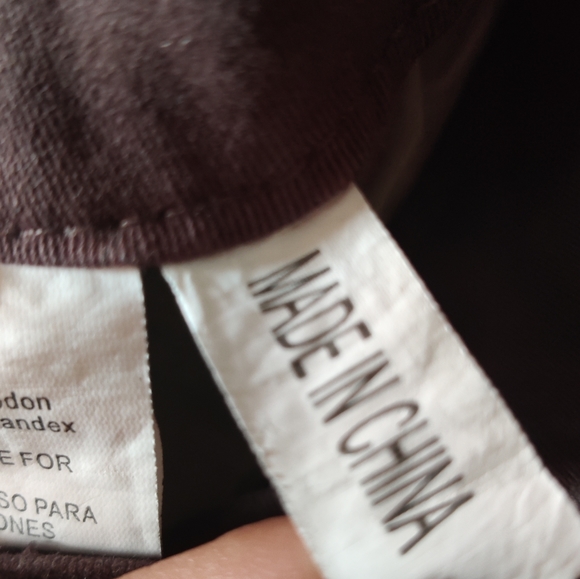 odon
andex
E FOR
SO PARA
ONES
MADE IN CHINA